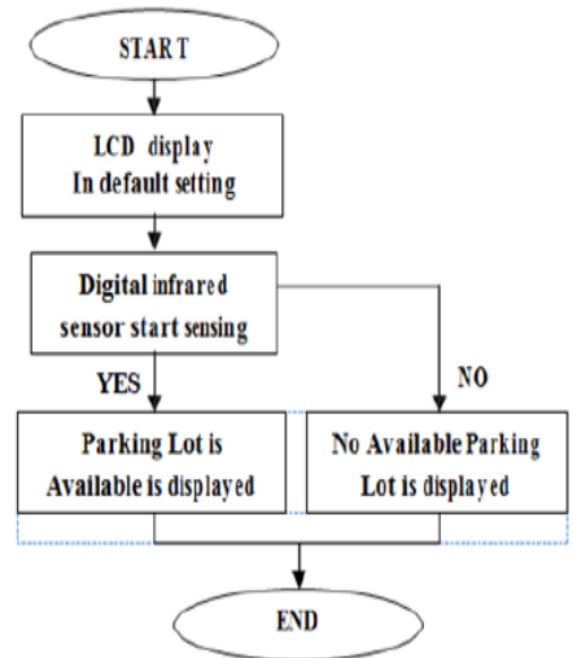 START
LCD display
In default setting
Digital infrared
sensor start sensing
YES
NO
Parking Lot is
Available is displayed
No Available Parking
Lot is displayed
END